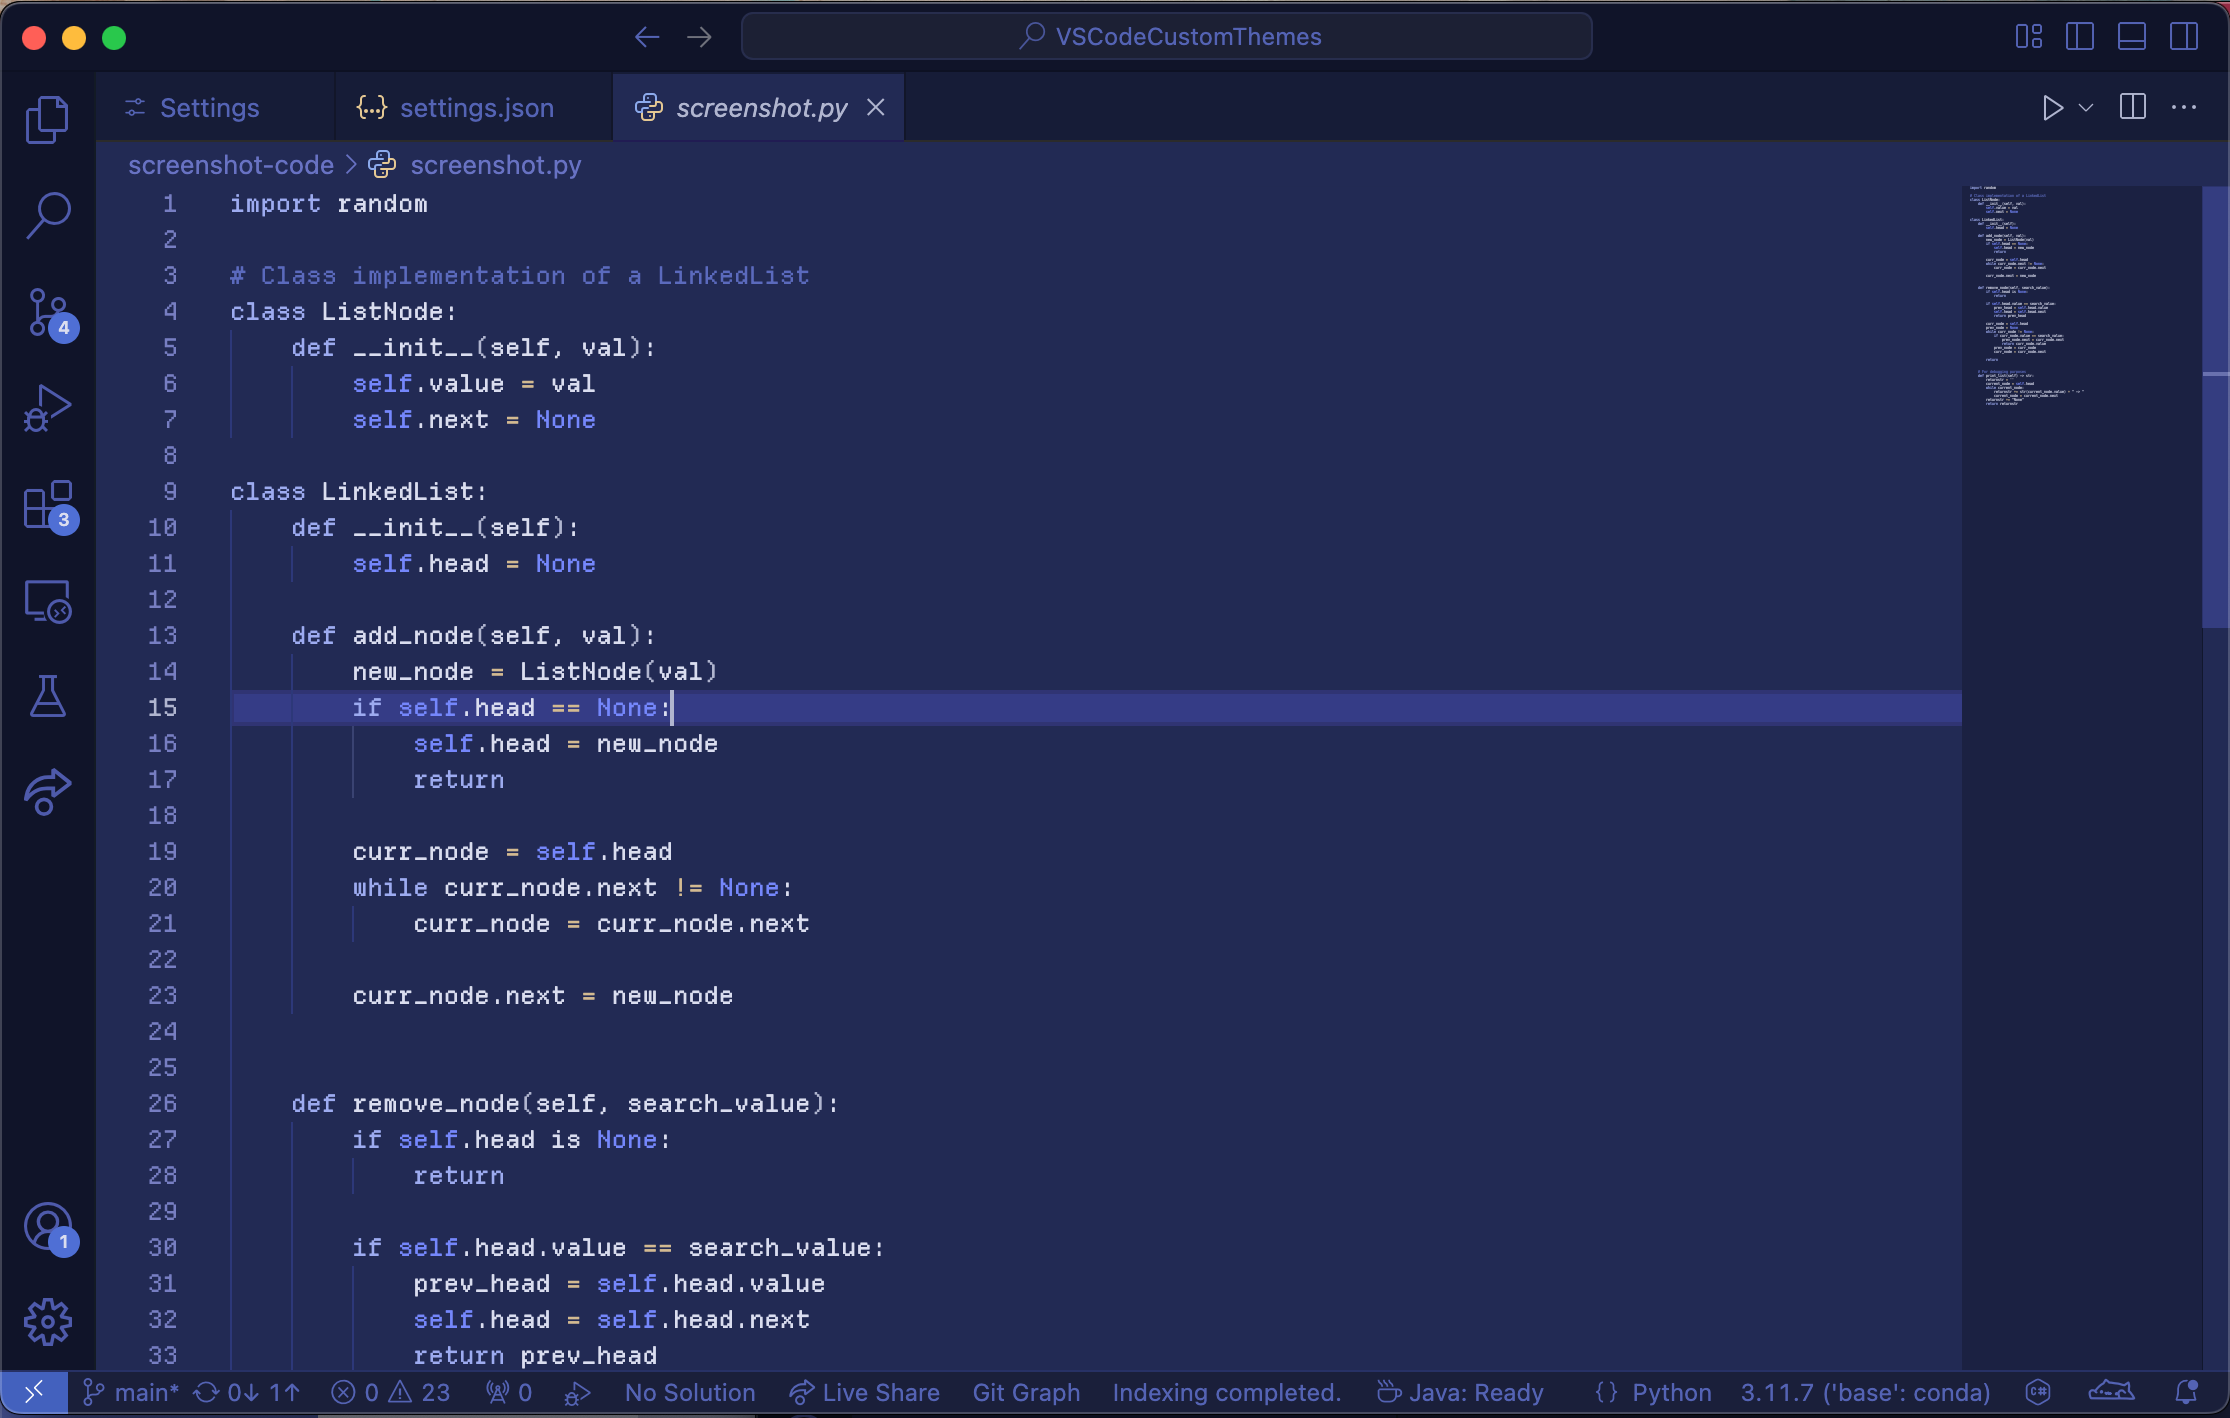 VSCodeCustomThemes
Settings
settings.json
screenshot.py
screenshot-code > screenshot.py
1 import random
2
3 # Class implementation of a LinkedList
4 class ListNode:
5     def __init__(self, val):
6         self.value = val
7         self.next = None
8
9 class LinkedList:
10     def __init__(self):
11         self.head = None
12
13     def add_node(self, val):
14         new_node = ListNode(val)
15         if self.head == None:
16             self.head = new_node
17             return
18
19         curr_node = self.head
20         while curr_node.next != None:
21             curr_node = curr_node.next
22
23         curr_node.next = new_node
24
25
26     def remove_node(self, search_value):
27         if self.head is None:
28             return
29
30         if self.head.value == search_value:
31             prev_head = self.head.value
32             self.head = self.head.next
33             return prev_head
4
3
1
main* 0↓ 1↑ 0 23 0 No Solution Live Share Git Graph Indexing completed. Java: Ready {} Python 3.11.7 ('base': conda) C#